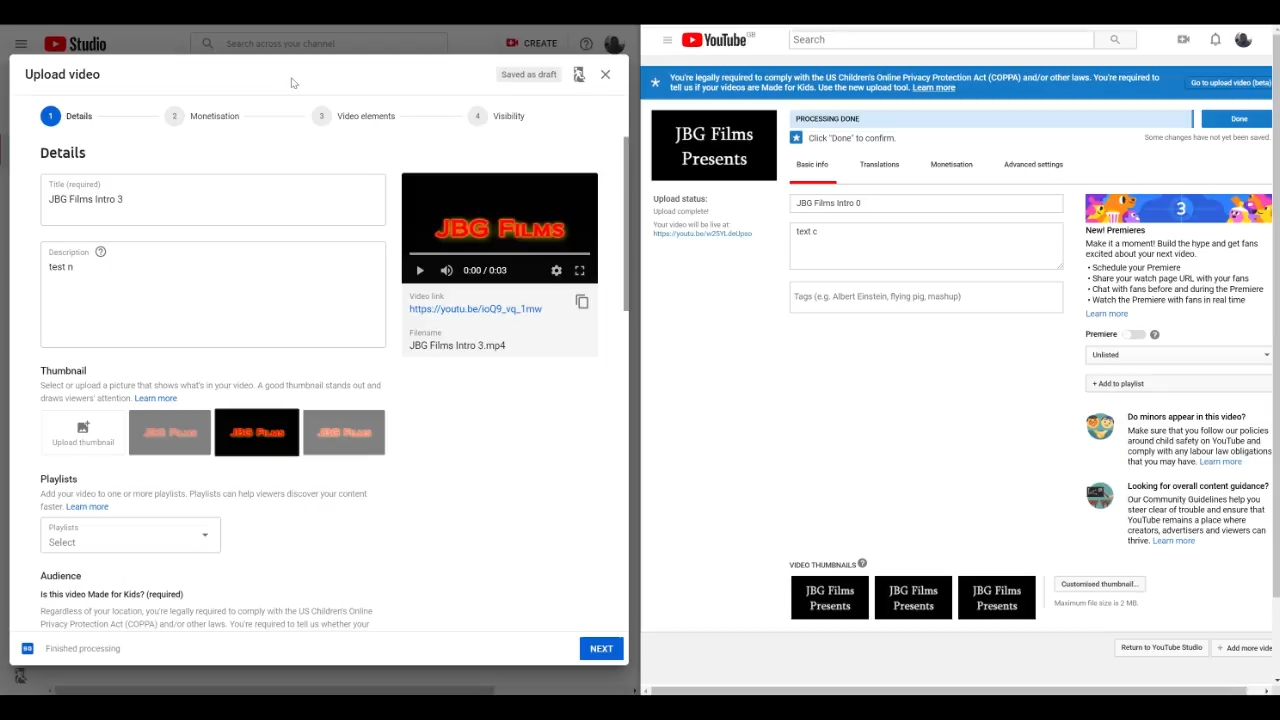 Studio
Search across your channel
CREATE
Upload video
Saved as draft
1 Details
2 Monetisation
3 Video elements
4 Visibility
Details
Title (required)
JBG Films Intro 3
Description
test n
JBG Films
0:00 / 0:03
Video link
https://youtu.be/ioQ9_vq_1mw
Filename
JBG Films Intro 3.mp4
Thumbnail
Select or upload a picture that shows what's in your video. A good thumbnail stands out and
draws viewers' attention. Learn more
Upload thumbnail
JBG Films
JBG Films
JBG Films
Playlists
Add your video to one or more playlists. Playlists can help viewers discover your content
faster. Learn more
Playlists
Select
Audience
Is this video Made for Kids? (required)
Regardless of your location, you're legally required to comply with the US Children's Online
Privacy Protection Act (COPPA) and/or other laws. You're required to tell us whether your
SD
Finished processing
NEXT
YouTube GB
Search
You're legally required to comply with the US Children's Online Privacy Protection Act (COPPA) and/or other laws. You're required to
tell us if your videos are Made for Kids. Use the new upload tool. Learn more
Go to upload video (beta)
JBG Films
Presents
PROCESSING DONE
Done
Click "Done" to confirm.
Some changes have not yet been saved.
Basic info
Translations
Monetisation
Advanced settings
Upload status:
Upload complete!
Your video will be live at:
https://youtu.be/w25YLdeUpso
JBG Films Intro 0
text c
Tags (e.g. Albert Einstein, flying pig, mashup)
3
New! Premieres
Make it a moment! Build the hype and get fans
excited about your next video.
• Schedule your Premiere
• Share your watch page URL with your fans
• Chat with fans before and during the Premiere
• Watch the Premiere with fans in real time
Learn more
Premiere
Unlisted
+ Add to playlist
Do minors appear in this video?
Make sure that you follow our policies
around child safety on YouTube and
comply with any labour law obligations
that you may have. Learn more
Looking for overall content guidance?
Our Community Guidelines help you
steer clear of trouble and ensure that
YouTube remains a place where
creators, advertisers and viewers can
thrive. Learn more
VIDEO THUMBNAILS
JBG Films
Presents
JBG Films
Presents
JBG Films
Presents
Customised thumbnail...
Maximum file size is 2 MB.
Return to YouTube Studio
+ Add more vide